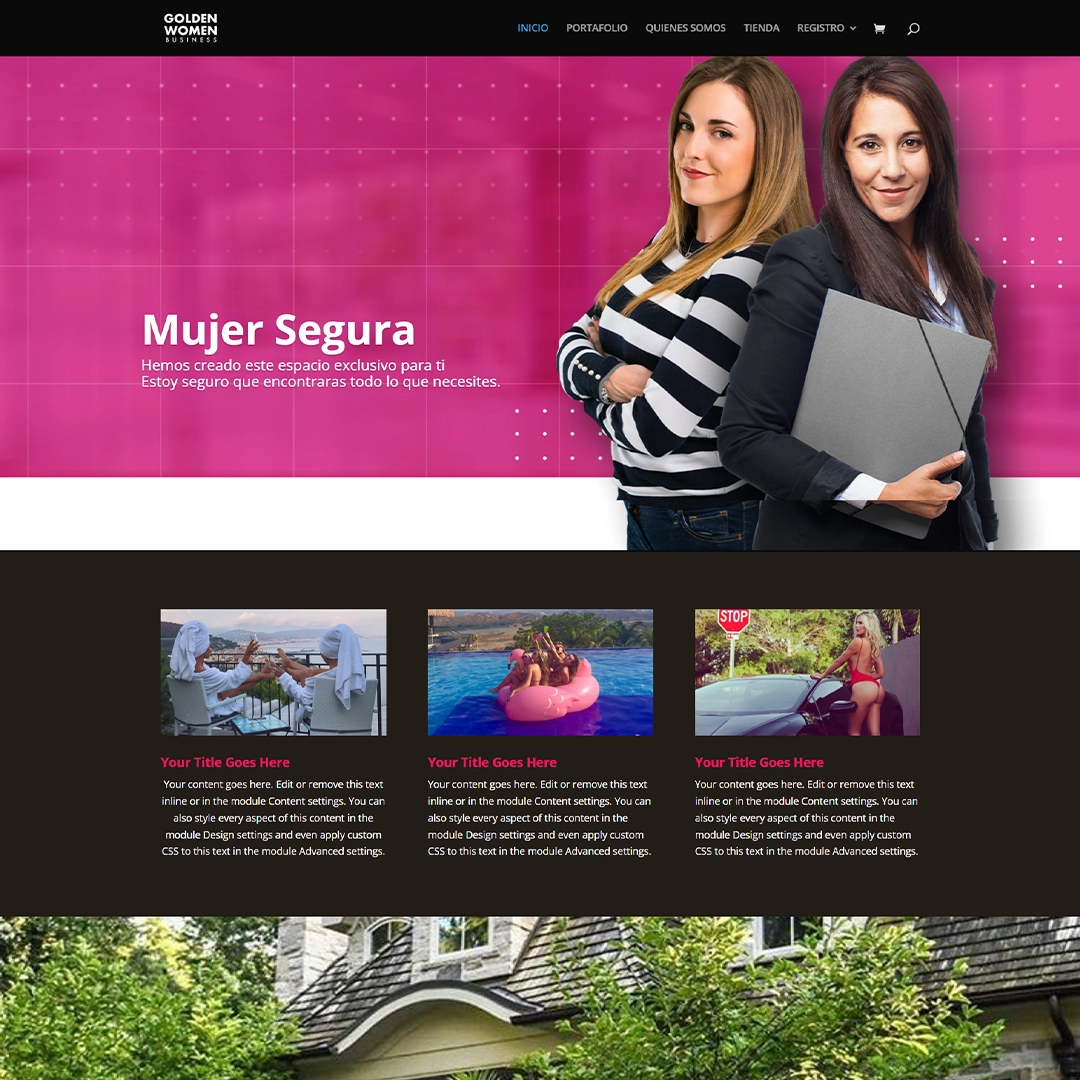 GOLDEN
WOMEN
BUSINESS
INICIO PORTAFOLIO QUIENES SOMOS TIENDA REGISTRO
Mujer Segura
Hemos creado este espacio exclusivo para ti
Estoy seguro que encontraras todo lo que necesites.
STOP
Your Title Goes Here
Your content goes here. Edit or remove this text
inline or in the module Content settings. You can
also style every aspect of this content in the
module Design settings and even apply custom
CSS to this text in the module Advanced settings.
Your Title Goes Here
Your content goes here. Edit or remove this text
inline or in the module Content settings. You can
also style every aspect of this content in the
module Design settings and even apply custom
CSS to this text in the module Advanced settings.
Your Title Goes Here
Your content goes here. Edit or remove this text
inline or in the module Content settings. You can
also style every aspect of this content in the
module Design settings and even apply custom
CSS to this text in the module Advanced settings.